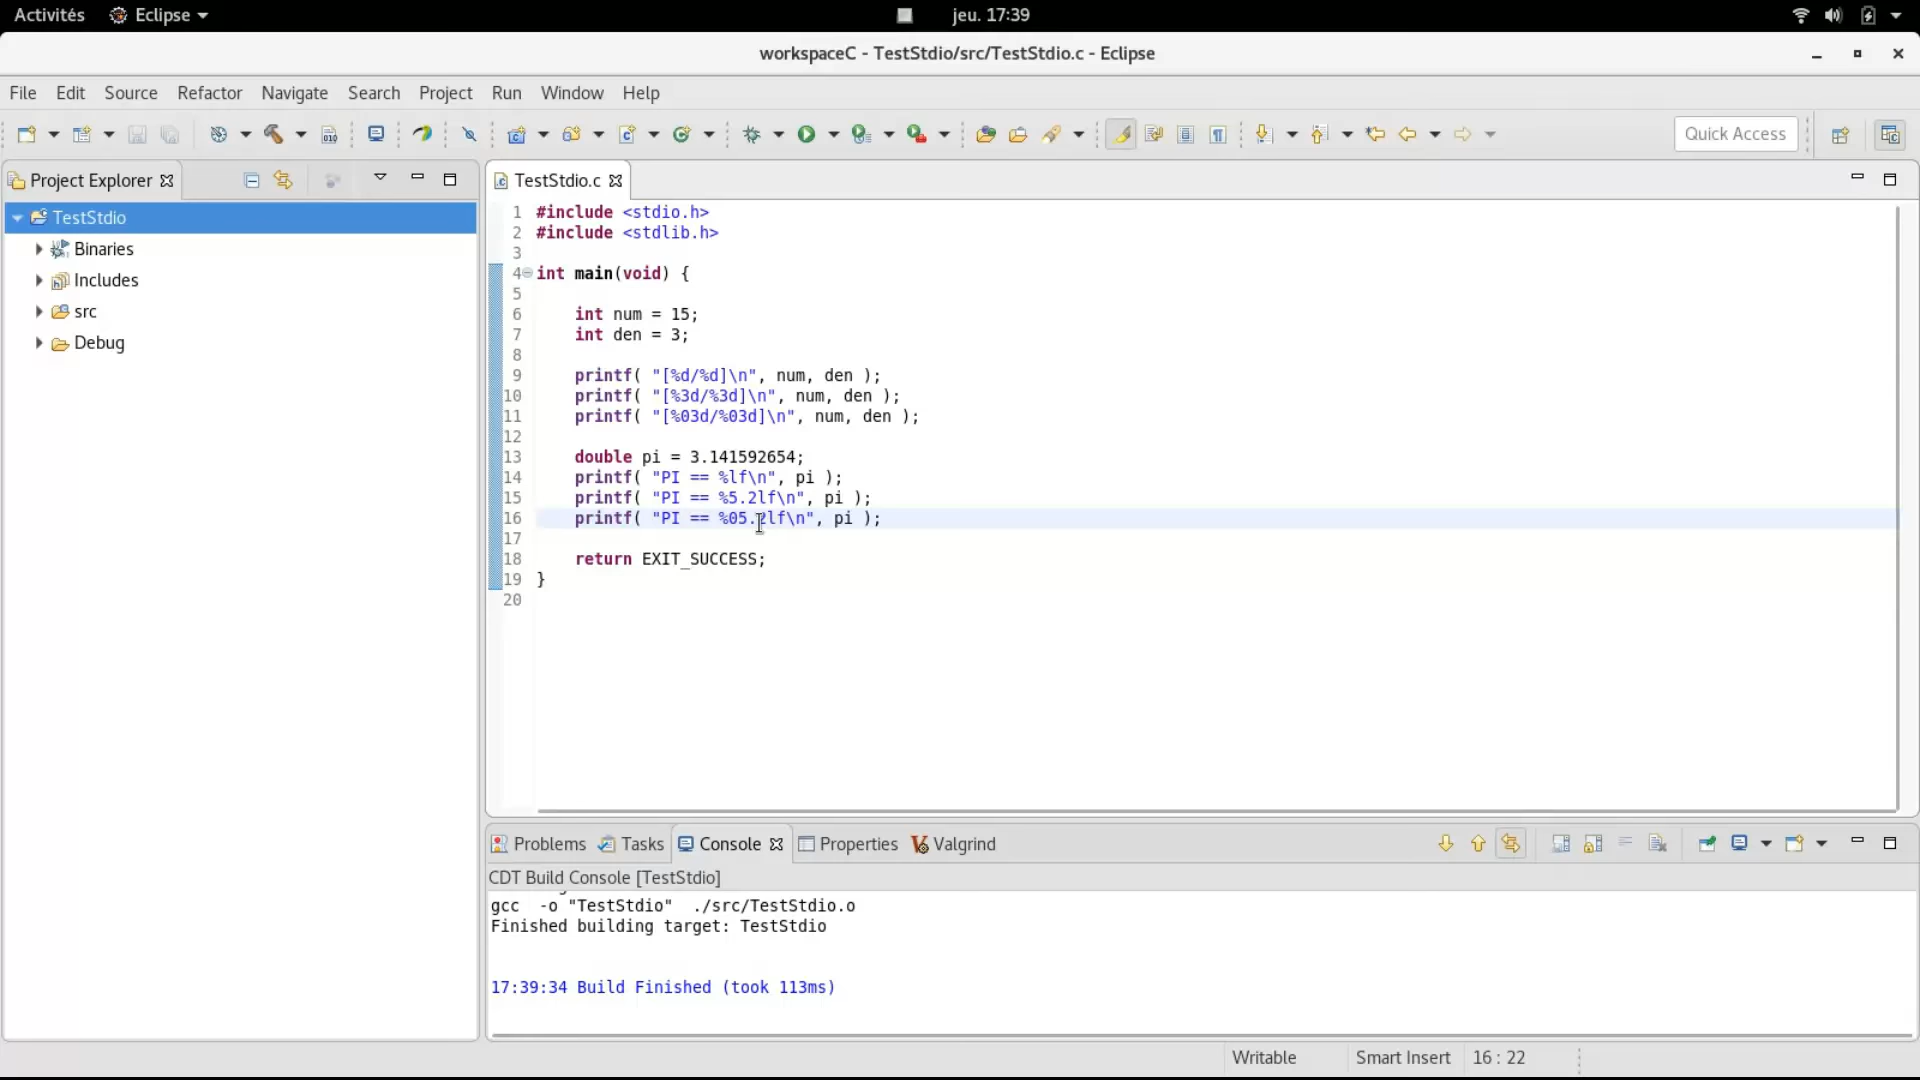 Activités Eclipse jeu. 17:39
workspaceC - TestStdio/src/TestStdio.c - Eclipse
File Edit Source Refactor Navigate Search Project Run Window Help
Quick Access
Project Explorer
TestStdio
Binaries
Includes
src
Debug
TestStdio.c
1 #include <stdio.h>
2 #include <stdlib.h>
3
4 int main(void) {
5
6 int num = 15;
7 int den = 3;
8
9 printf( "[%d/%d]\n", num, den );
10 printf( "[%3d/%3d]\n", num, den );
11 printf( "[%03d/%03d]\n", num, den );
12
13 double pi = 3.141592654;
14 printf( "PI == %lf\n", pi );
15 printf( "PI == %5.2lf\n", pi );
16 printf( "PI == %05.2lf\n", pi );
17
18 return EXIT_SUCCESS;
19 }
20
Problems Tasks Console Properties Valgrind
CDT Build Console [TestStdio]
gcc -o "TestStdio" ./src/TestStdio.o
Finished building target: TestStdio
17:39:34 Build Finished (took 113ms)
Writable Smart Insert 16 : 22